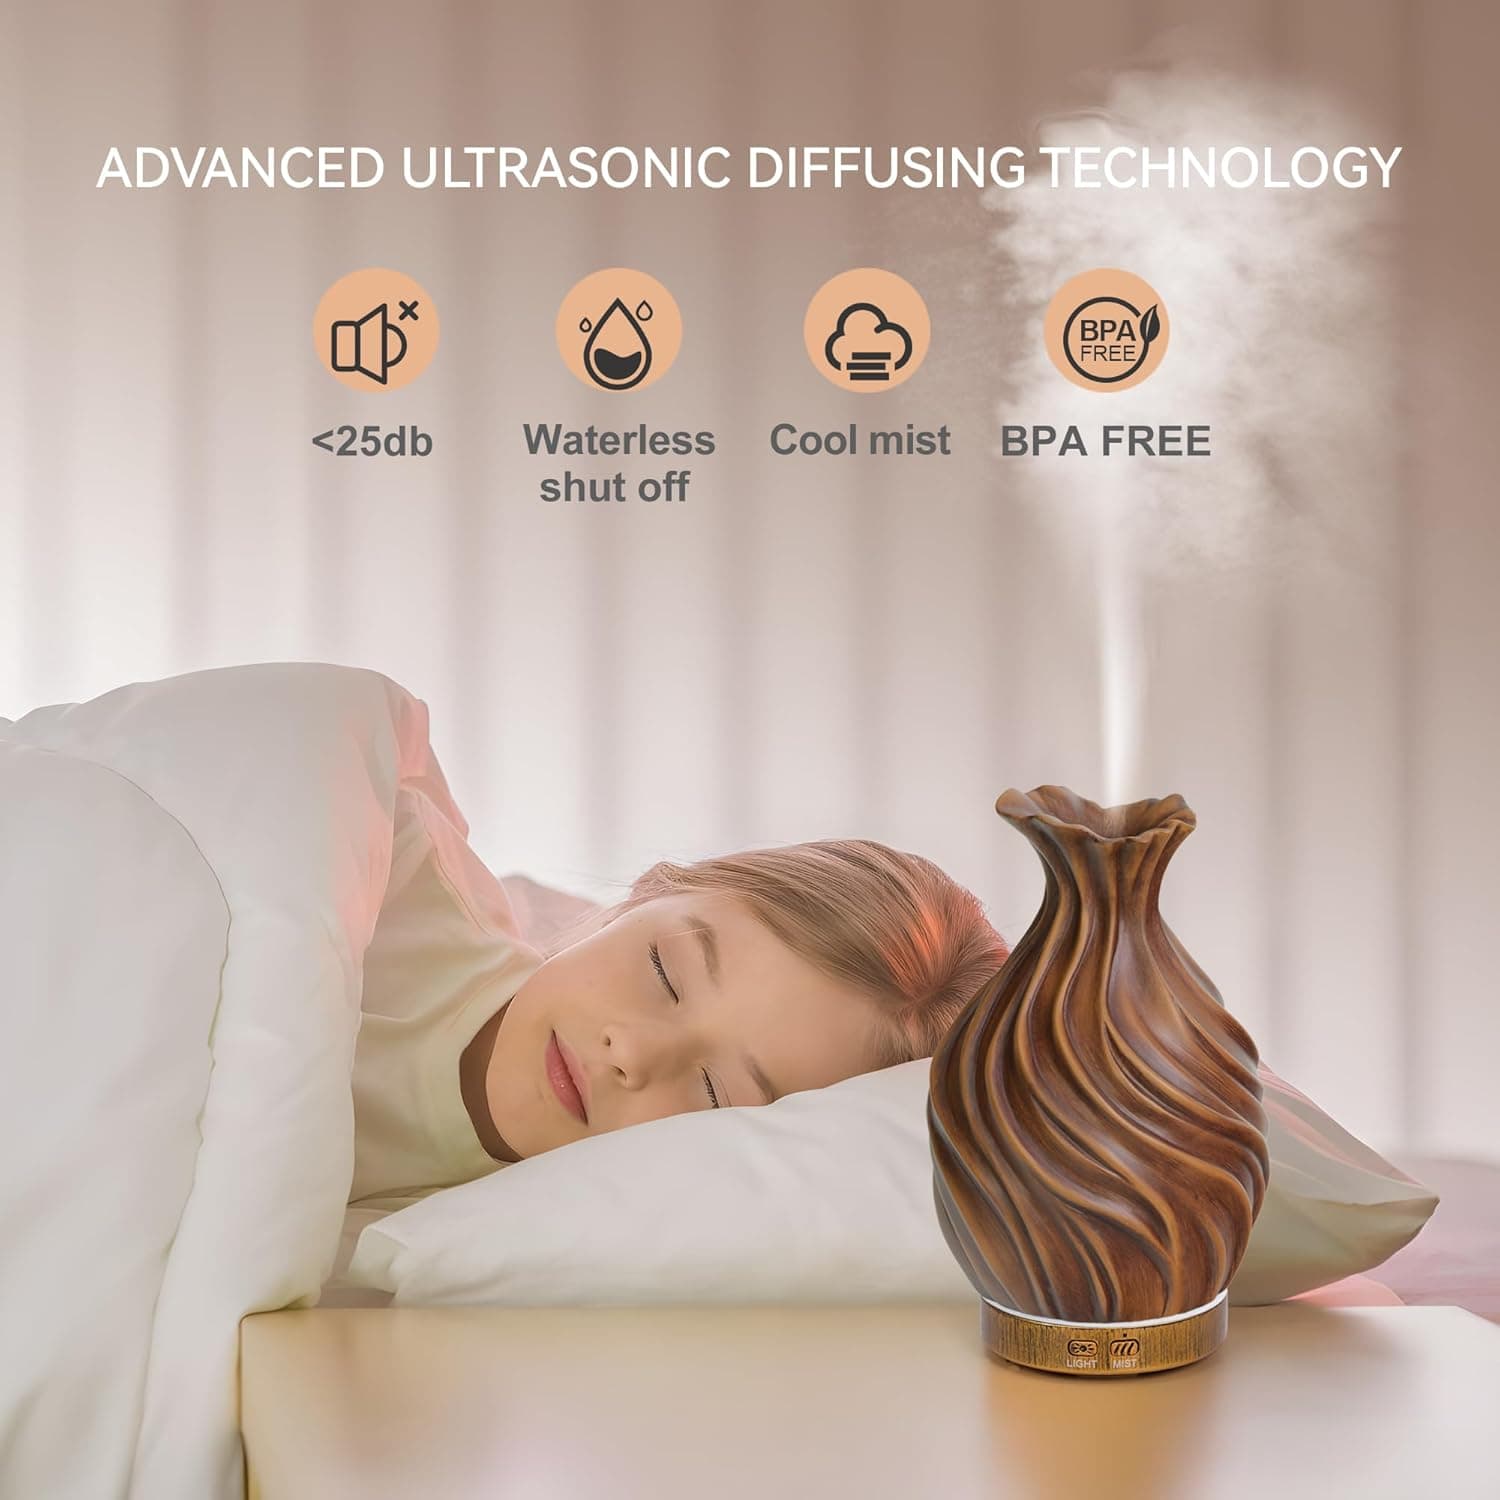 ADVANCED ULTRASONIC DIFFUSING TECHNOLOGY
BPA
FREE
<25db
Waterless
shut off
Cool mist
BPA FREE
LIGHT MIST